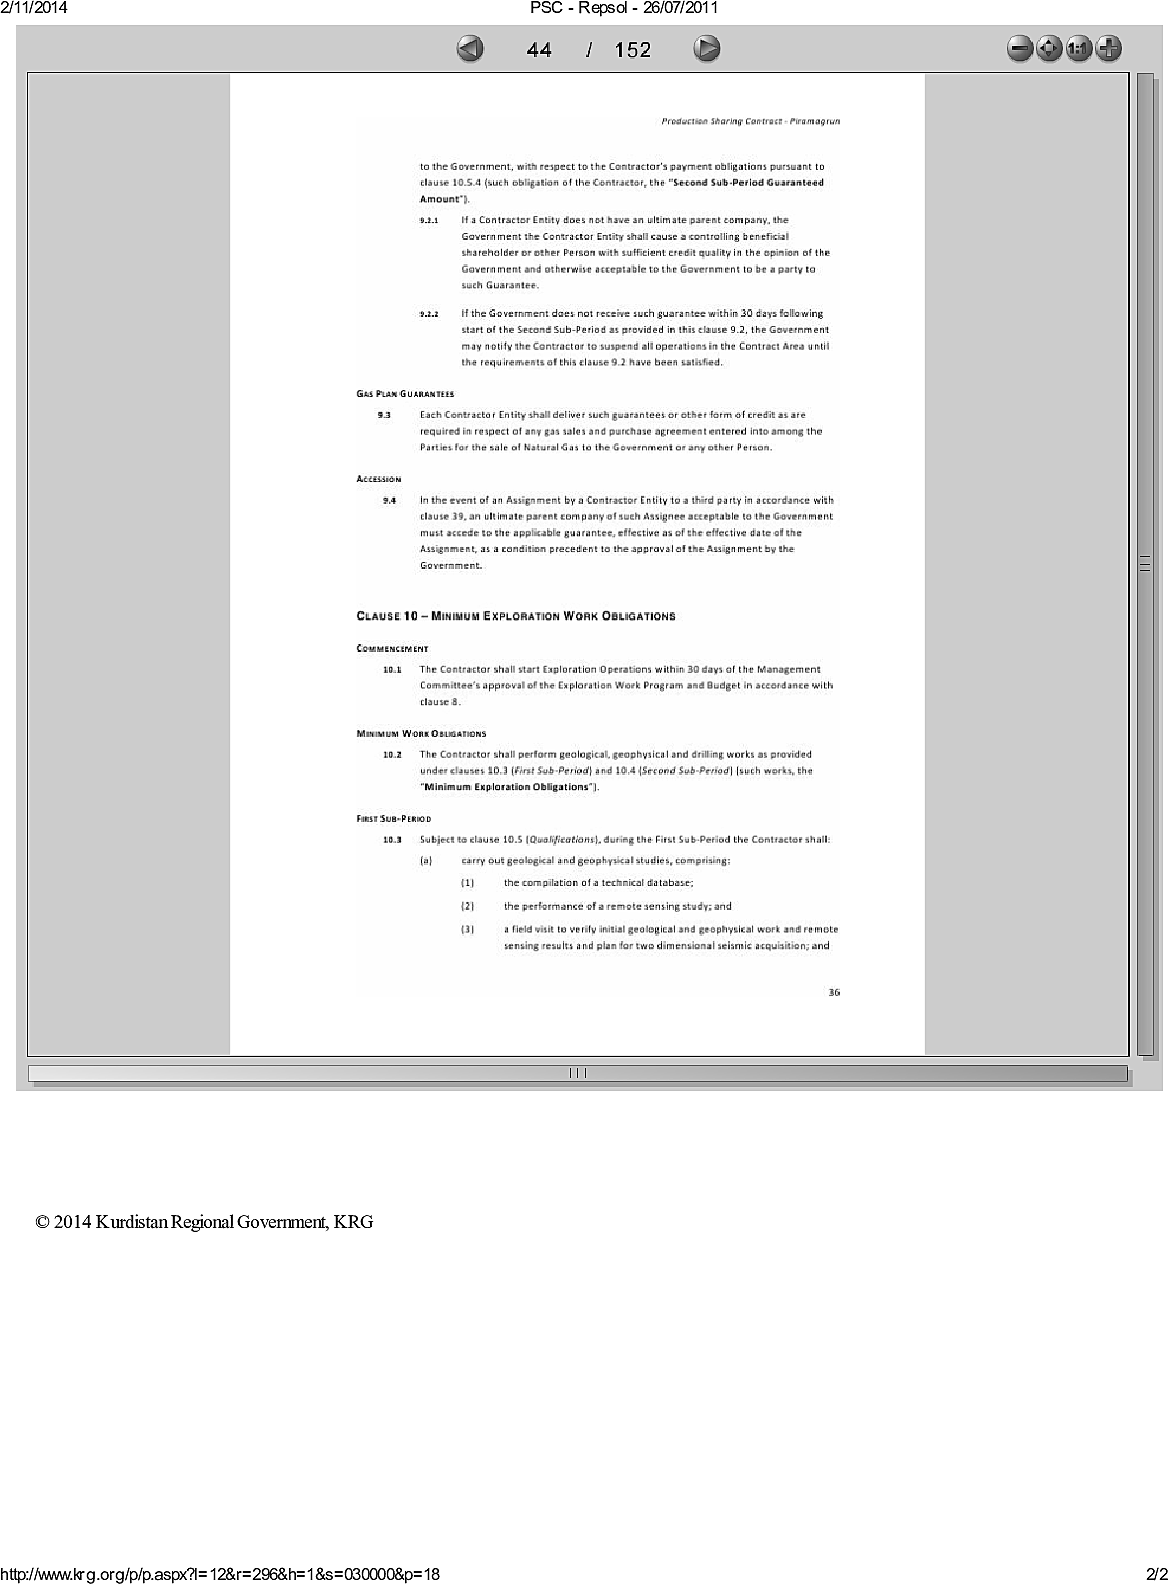 2/11/2014
PSC - Repsol - 26/07/2011
44 / 152
1:1
Production Sharing Contract - Piramagrun
to the Government, with respect to the Contractor's payment obligations pursuant to
clause 10.5.4 (such obligation of the Contractor, the "Second Sub-Period Guaranteed
Amount").
9.2.1 If a Contractor Entity does not have an ultimate parent company, the
Government the Contractor Entity shall cause a controlling beneficial
shareholder or other Person with sufficient credit quality in the opinion of the
Government and otherwise acceptable to the Government to be a party to
such Guarantee.
9.2.2 If the Government does not receive such guarantee within 30 days following
start of the Second Sub-Period as provided in this clause 9.2, the Government
may notify the Contractor to suspend all operations in the Contract Area until
the requirements of this clause 9.2 have been satisfied.
GAS PLAN GUARANTEES
9.3 Each Contractor Entity shall deliver such guarantees or other form of credit as are
required in respect of any gas sales and purchase agreement entered into among the
Parties for the sale of Natural Gas to the Government or any other Person.
ACCESSION
9.4 In the event of an Assignment by a Contractor Entity to a third party in accordance with
clause 39, an ultimate parent company of such Assignee acceptable to the Government
must accede to the applicable guarantee, effective as of the effective date of the
Assignment, as a condition precedent to the approval of the Assignment by the
Government.
CLAUSE 10 – MINIMUM EXPLORATION WORK OBLIGATIONS
COMMENCEMENT
10.1 The Contractor shall start Exploration Operations within 30 days of the Management
Committee's approval of the Exploration Work Program and Budget in accordance with
clause 8.
MINIMUM WORK OBLIGATIONS
10.2 The Contractor shall perform geological, geophysical and drilling works as provided
under clauses 10.3 (First Sub-Period) and 10.4 (Second Sub-Period) (such works, the
"Minimum Exploration Obligations").
FIRST SUB-PERIOD
10.3 Subject to clause 10.5 (Qualifications), during the First Sub-Period the Contractor shall:
(a) carry out geological and geophysical studies, comprising:
(1) the compilation of a technical database;
(2) the performance of a remote sensing study; and
(3) a field visit to verify initial geological and geophysical work and remote
sensing results and plan for two dimensional seismic acquisition; and
36
© 2014 Kurdistan Regional Government, KRG
http://www.krg.org/p/p.aspx?l=12&r=296&h=1&s=030000&p=18
2/2